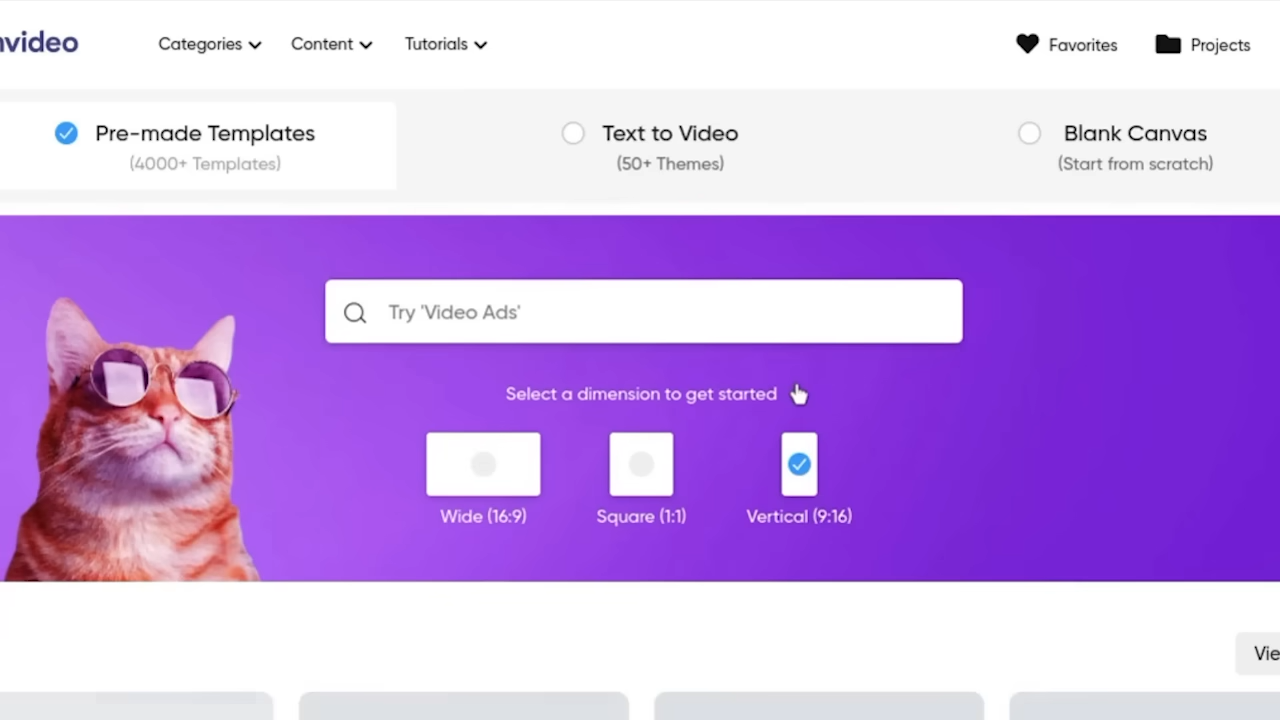 nvideo
Categories
Content
Tutorials
Favorites
Projects
Pre-made Templates
(4000+ Templates)
Text to Video
(50+ Themes)
Blank Canvas
(Start from scratch)
Try 'Video Ads'
Select a dimension to get started
Wide (16:9)
Square (1:1)
Vertical (9:16)
Vie